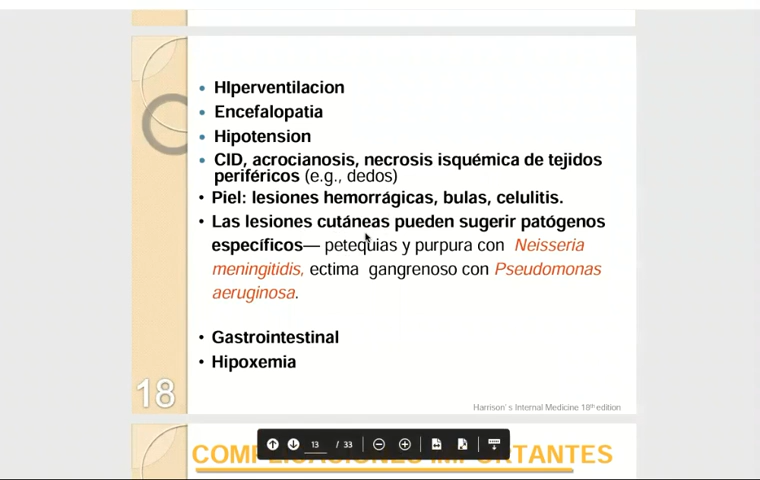 • HIperventilacion
• Encefalopatia
• Hipotension
• CID, acrocianosis, necrosis isquémica de tejidos
periféricos (e.g., dedos)
• Piel: lesiones hemorrágicas, bulas, celulitis.
• Las lesiones cutáneas pueden sugerir patógenos
específicos— petequias y purpura con Neisseria
meningitidis, ectima gangrenoso con Pseudomonas
aeruginosa.
• Gastrointestinal
• Hipoxemia
18
Harrison's Internal Medicine 18th edition
13 / 33
COMPLICACIONES IMPORTANTES